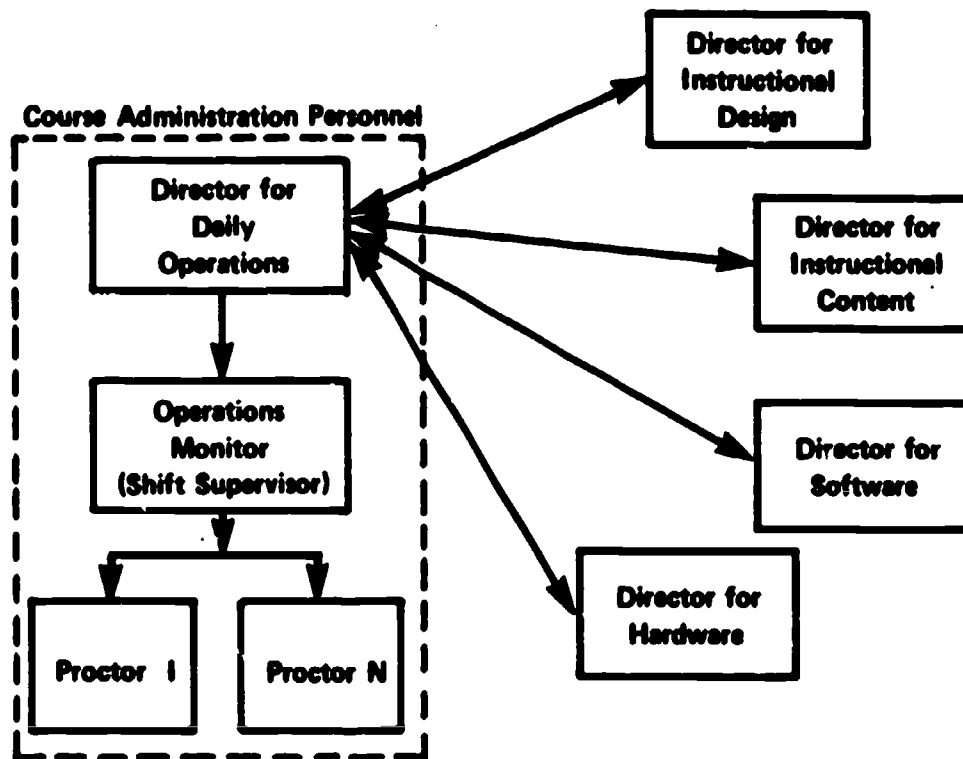 Course Administration Personnel
Director for
Daily
Operations
Operations
Monitor
(Shift Supervisor)
Proctor I
Proctor N
Director for
Instructional
Design
Director for
Instructional
Content
Director for
Software
Director for
Hardware